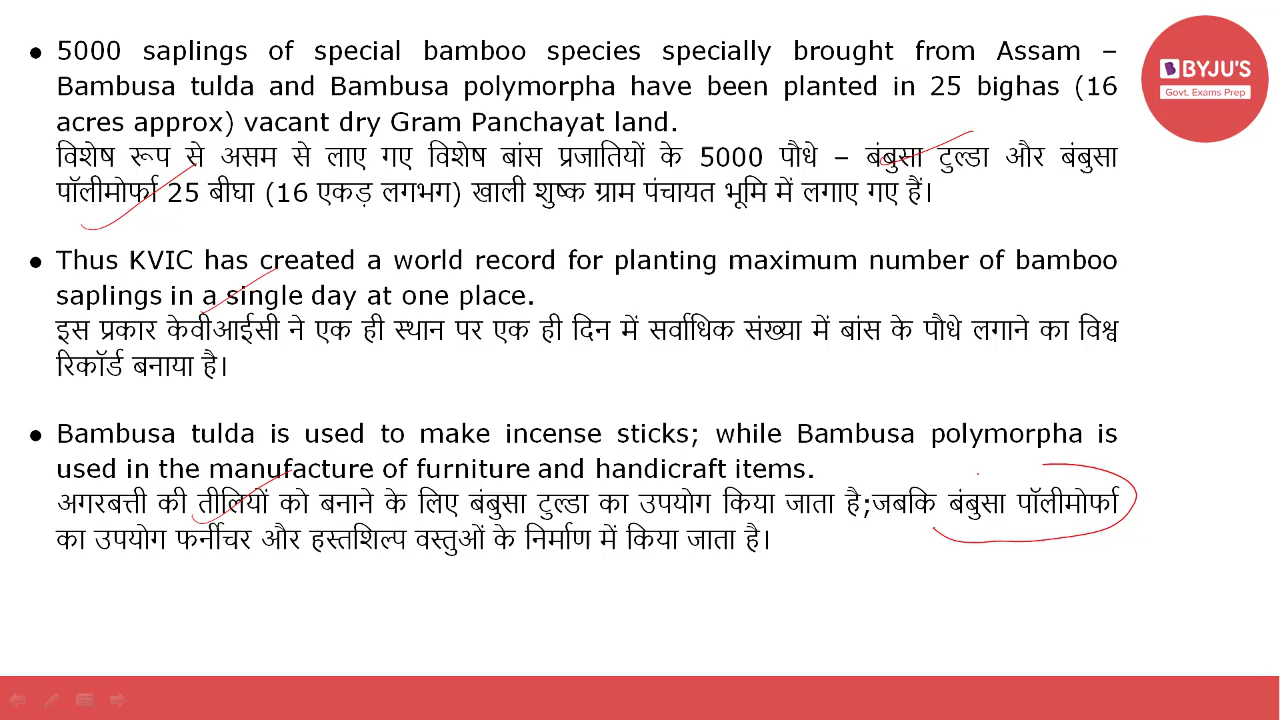 ● 5000 saplings of special bamboo species specially brought from Assam –
Bambusa tulda and Bambusa polymorpha have been planted in 25 bighas (16
acres approx) vacant dry Gram Panchayat land.
विशेष रूप से असम से लाए गए विशेष बांस प्रजातियों के 5000 पौधे – बंबुसा टुल्डा और बंबुसा
पॉलीमोर्फा 25 बीघा (16 एकड़ लगभग) खाली शुष्क ग्राम पंचायत भूमि में लगाए गए हैं।
● Thus KVIC has created a world record for planting maximum number of bamboo
saplings in a single day at one place.
इस प्रकार केवीआईसी ने एक ही स्थान पर एक ही दिन में सर्वाधिक संख्या में बांस के पौधे लगाने का विश्व
रिकॉर्ड बनाया है।
● Bambusa tulda is used to make incense sticks; while Bambusa polymorpha is
used in the manufacture of furniture and handicraft items.
अगरबत्ती की तीलियों को बनाने के लिए बंबुसा टुल्डा का उपयोग किया जाता है;जबकि बंबुसा पॉलीमोर्फा
का उपयोग फर्नीचर और हस्तशिल्प वस्तुओं के निर्माण में किया जाता है।
BYJU'S
Govt. Exams Prep